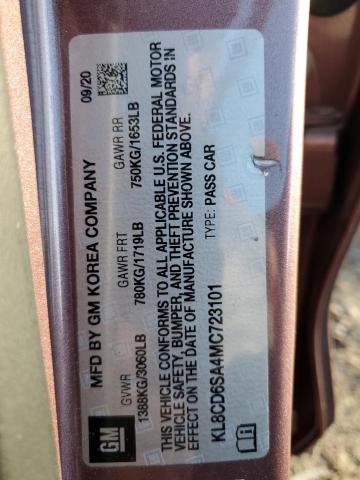 MFD BY GM KOREA COMPANY 09/20
GVWR GAWR FRT GAWR RR
1388KG/3060LB 780KG/1719LB 750KG/1653LB
THIS VEHICLE CONFORMS TO ALL APPLICABLE U.S. FEDERAL MOTOR
VEHICLE SAFETY, BUMPER, AND THEFT PREVENTION STANDARDS IN
EFFECT ON THE DATE OF MANUFACTURE SHOWN ABOVE.
KL8CD6SA4MC723101 TYPE: PASS CAR
GM